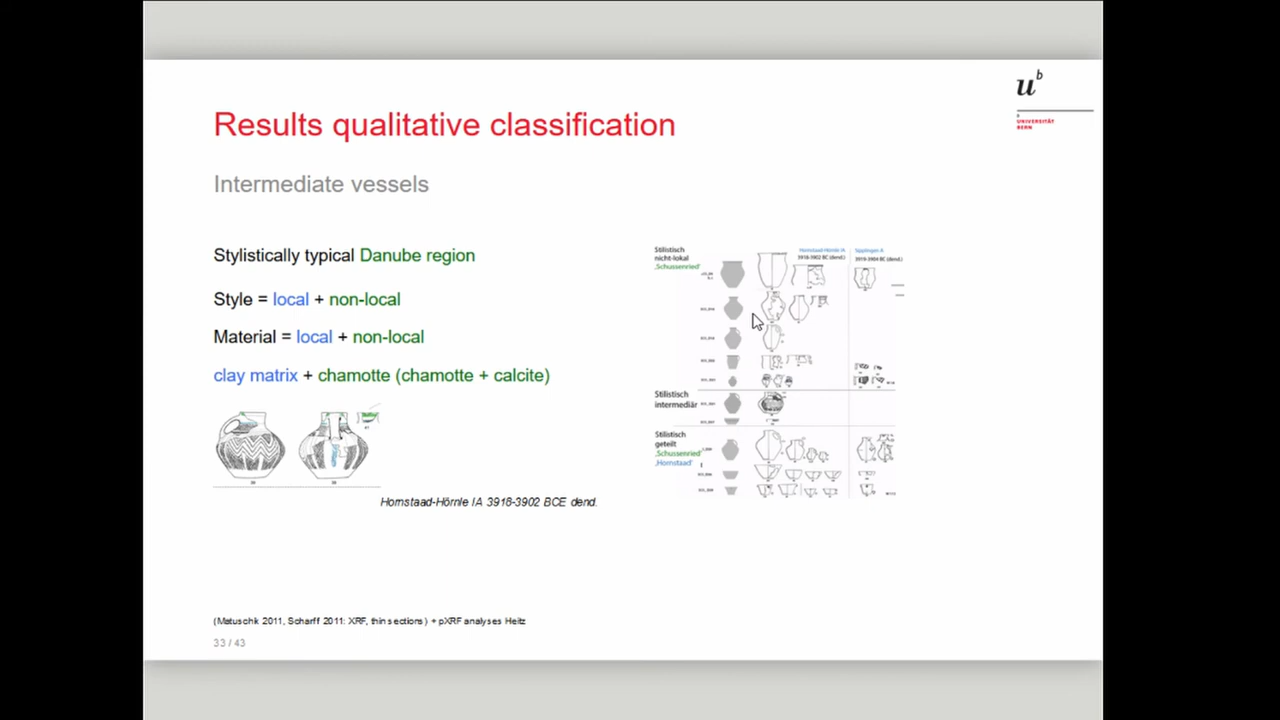 u b
b
UNIVERSITÄT
BERN
Results qualitative classification
Intermediate vessels
Stylistically typical Danube region
Style = local + non-local
Material = local + non-local
clay matrix + chamotte (chamotte + calcite)
Hornstaad-Hörnle IA 3918-3902 BCE dend.
Stilistisch
nicht-lokal
‚Schussenried'
Hornstaad-Hörnle IA
3918-3902 BC (dend.)
Sipplingen A
3919-3904 BC (dend.)
Stilistisch
intermediär
Stilistisch
geteilt
‚Schussenried'
‚Hornstaad'
(Matuschik 2011, Scharff 2011: XRF, thin sections) + pXRF analyses Heitz
33 / 43